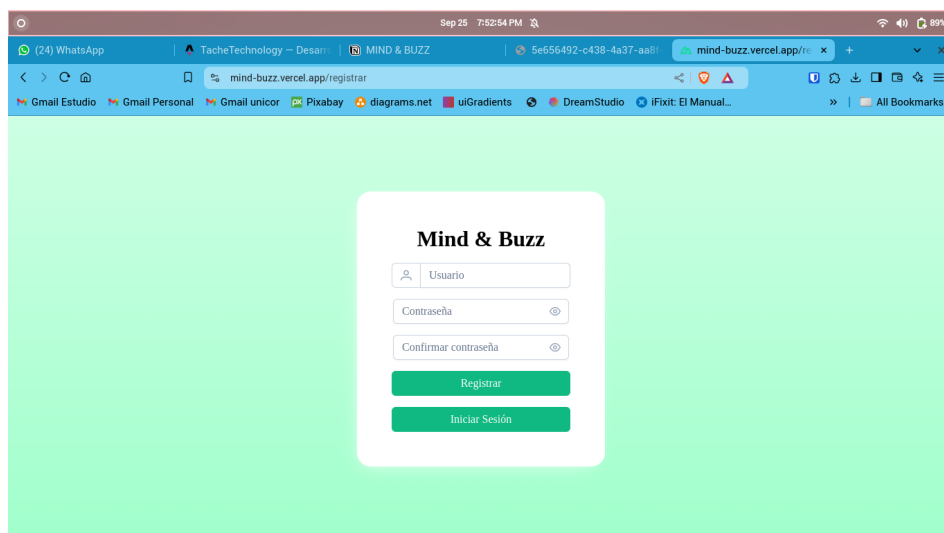 Sep 25 7:52:54 PM 89%
(24) WhatsApp TacheTechnology — Desarro MIND & BUZZ 5e656492-c438-4a37-aa8f mind-buzz.vercel.app/re
mind-buzz.vercel.app/registrar
Gmail Estudio Gmail Personal Gmail unicor Pixabay diagrams.net uiGradients DreamStudio iFixit: El Manual... » All Bookmarks
Mind & Buzz
Usuario
Contraseña
Confirmar contraseña
Registrar
Iniciar Sesión